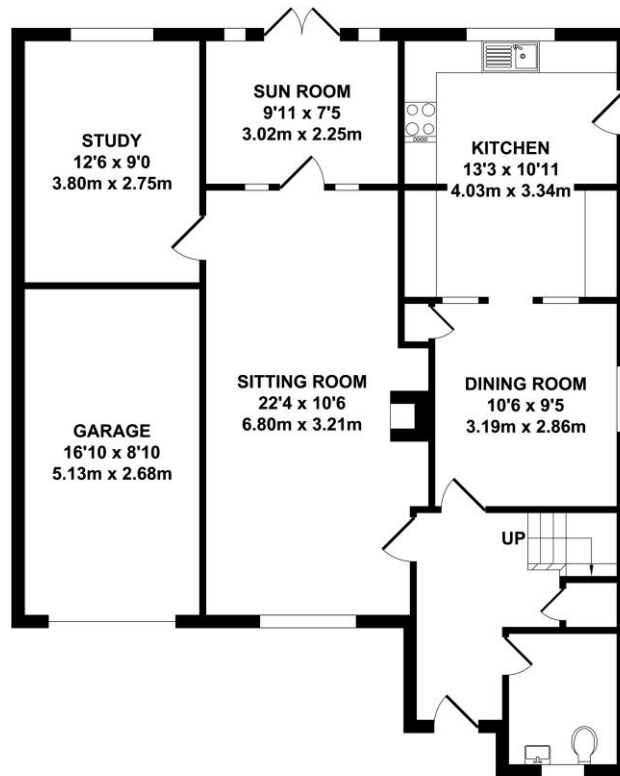 SUN ROOM
9'11 x 7'5
3.02m x 2.25m
STUDY
12'6 x 9'0
3.80m x 2.75m
KITCHEN
13'3 x 10'11
4.03m x 3.34m
SITTING ROOM
22'4 x 10'6
6.80m x 3.21m
DINING ROOM
10'6 x 9'5
3.19m x 2.86m
GARAGE
16'10 x 8'10
5.13m x 2.68m
UP